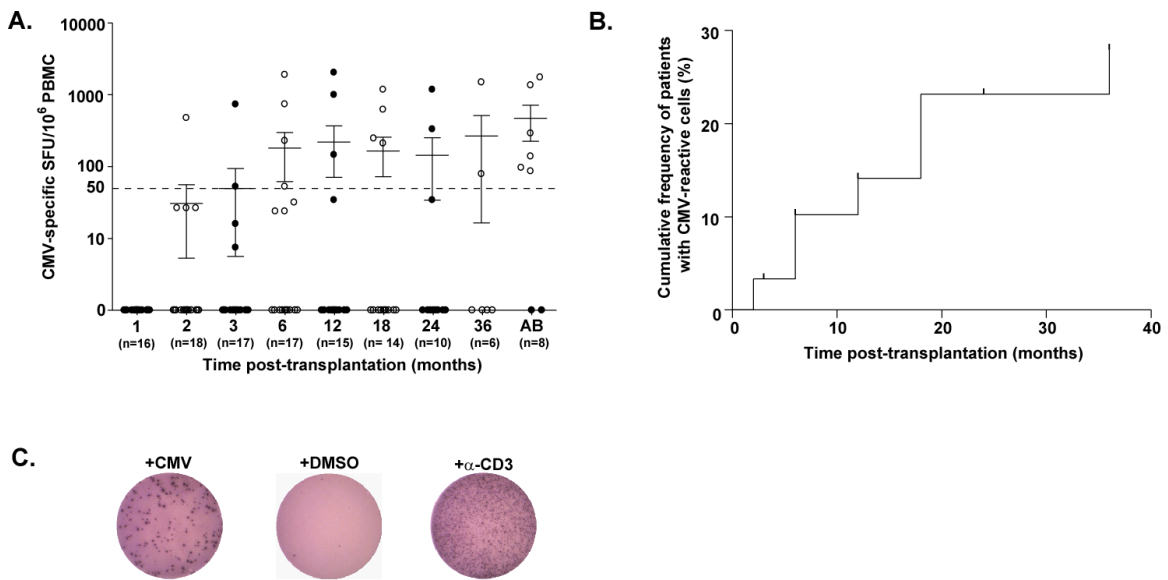 A.
CMV-specific SFU/10⁶ PBMC
10000
1000
100
50
10
0
1 2 3 6 12 18 24 36 AB
(n=16) (n=18) (n=17) (n=17) (n=15) (n= 14) (n=10) (n=6) (n=8)
Time post-transplantation (months)
B.
Cumulative frequency of patients
with CMV-reactive cells (%)
30
20
10
0
0 10 20 30 40
Time post-transplantation (months)
C.
+CMV +DMSO +α-CD3